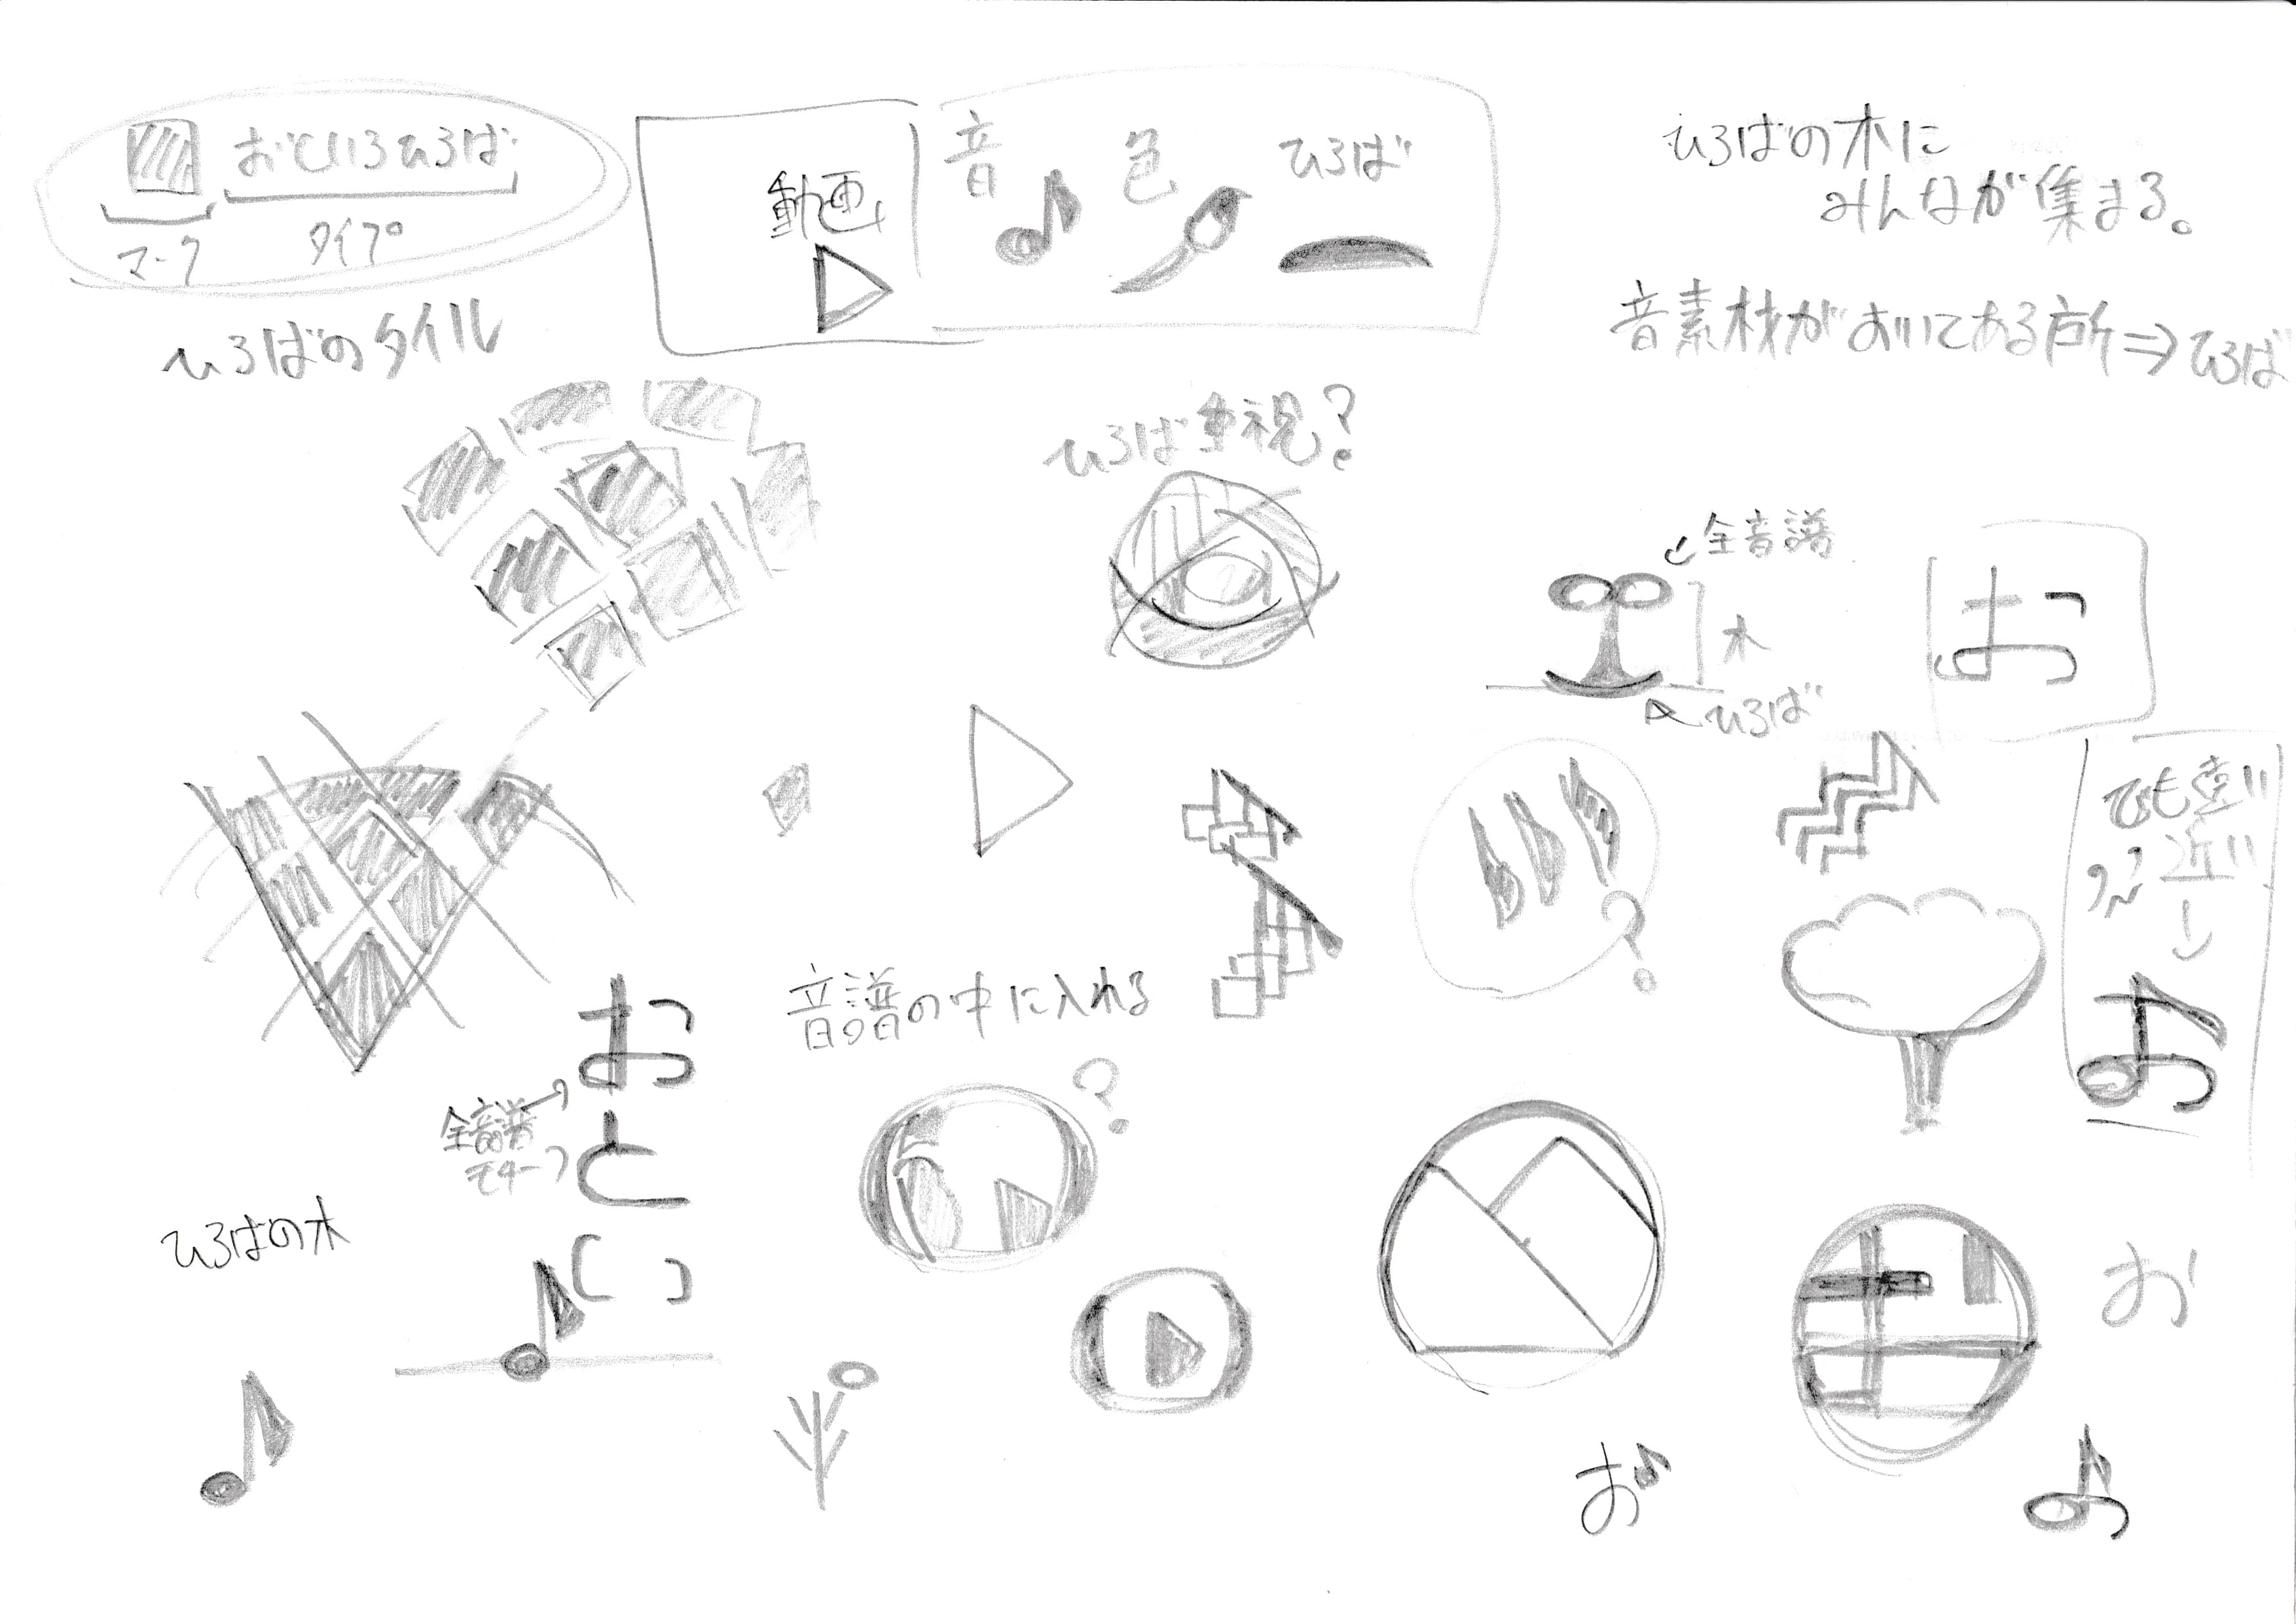 おといろひろば
マーク
タイプ
動画
音
色
ひろば
ひろばの木に
みんなが集まる。
音素材がおいてある所⇒ひろば
ひろばのタイル
ひろば重視?
全音譜
木
ひろば
お
?
でも
近い
お
音譜の中に入れる
?
お
と
い
全音譜
モチーフ
ひろばの木
お
お
お